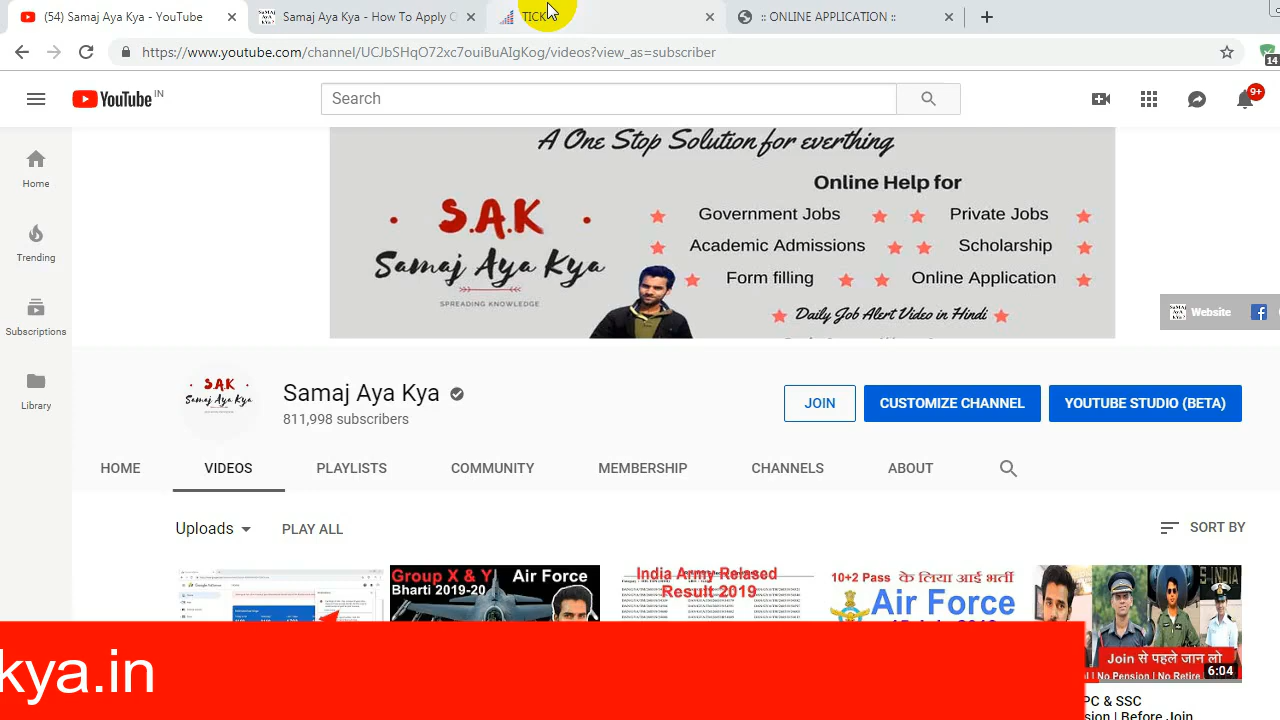 (54) Samaj Aya Kya - YouTube
Samaj Aya Kya - How To Apply O
TICK
:: ONLINE APPLICATION ::
https://www.youtube.com/channel/UCJbSHqO72xc7ouiBuAIgKog/videos?view_as=subscriber
14
YouTube IN
Search
9+
Home
Trending
Subscriptions
Library
A One Stop Solution for everthing
Online Help for
Government Jobs
Private Jobs
Academic Admissions
Scholarship
Form filling
Online Application
Daily Job Alert Video in Hindi
S.A.K
Samaj Aya Kya
SPREADING KNOWLEDGE
Website
S.A.K
Samaj Aya Kya
Samaj Aya Kya
811,998 subscribers
JOIN
CUSTOMIZE CHANNEL
YOUTUBE STUDIO (BETA)
HOME
VIDEOS
PLAYLISTS
COMMUNITY
MEMBERSHIP
CHANNELS
ABOUT
Uploads
PLAY ALL
SORT BY
Group X & Y
Air Force
Bharti 2019-20
India Army Relased
Result 2019
10+2 Pass के लिया आई भर्ती
Air Force
Join से पहले जान लो
No Pension | No Retire
6:04
PC & SSC
sion | Before Join
kya.in